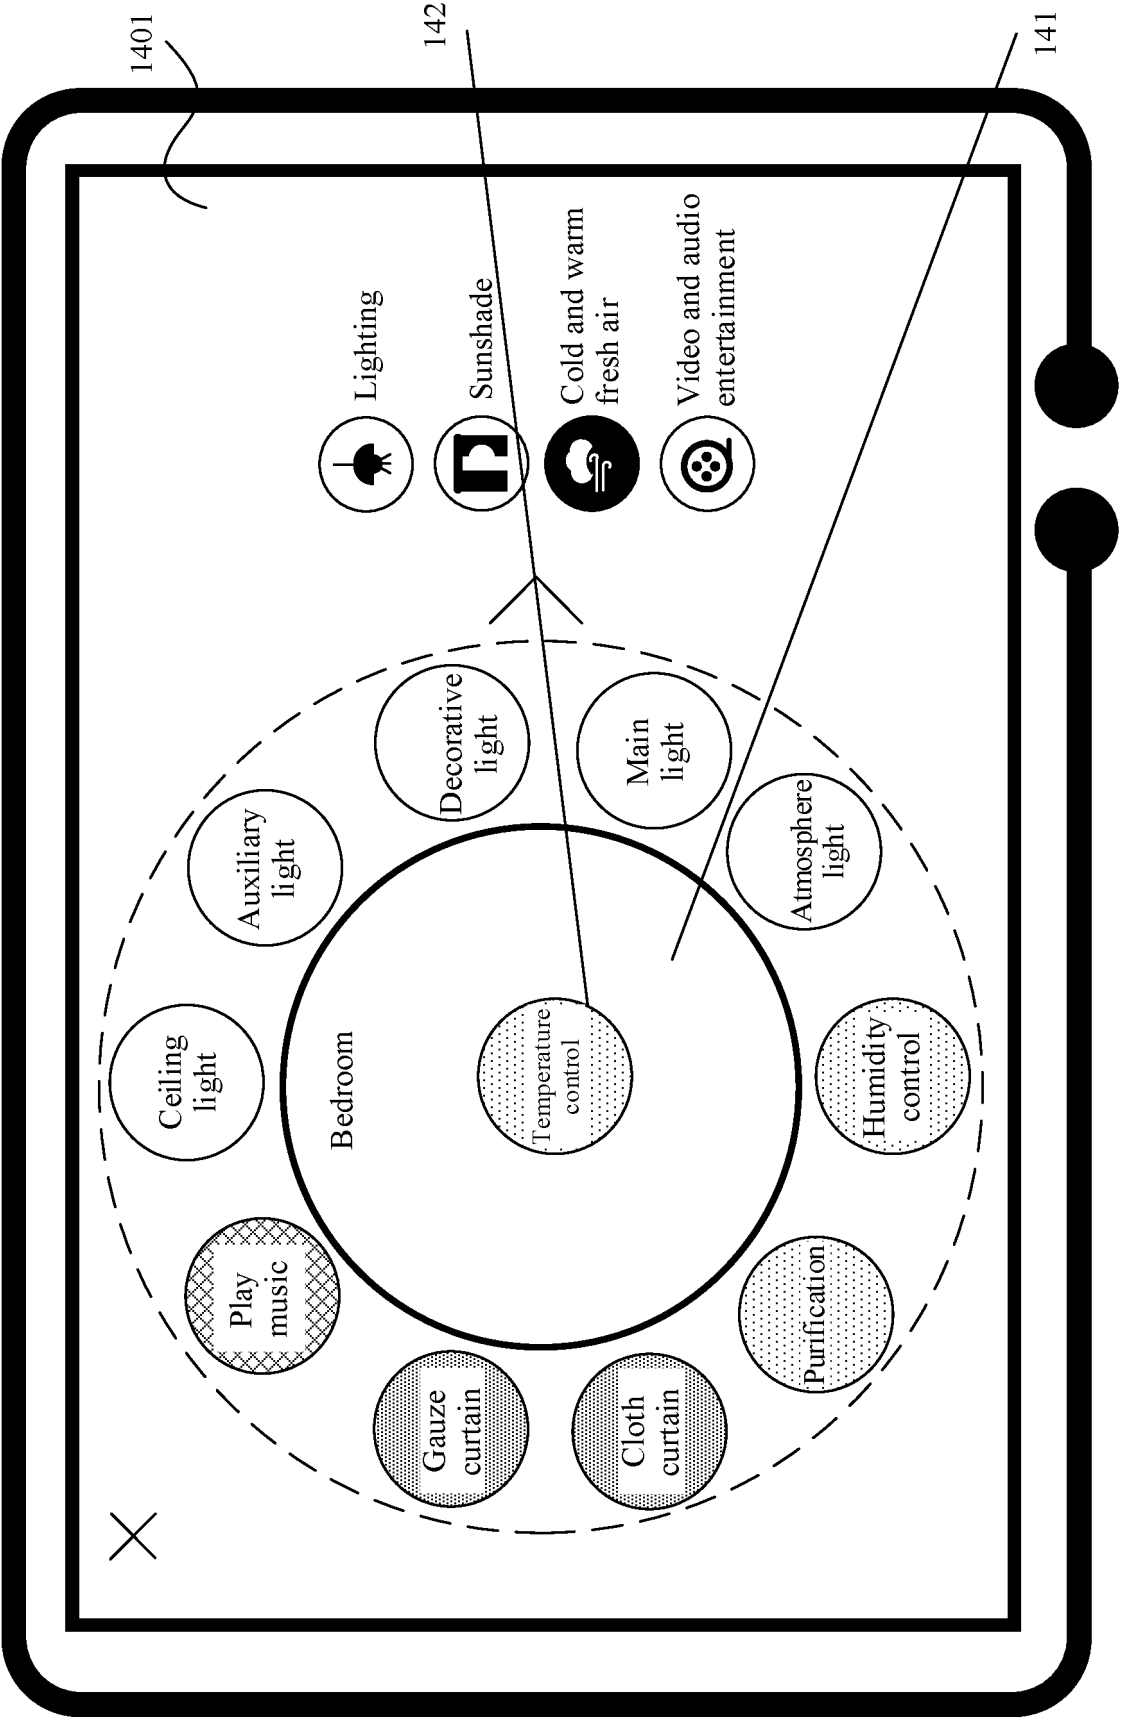 1401
142
141
Lighting
Sunshade
Cold and warm
fresh air
Video and audio
entertainment
Bedroom
Temperature
control
Ceiling
light
Auxiliary
light
Decorative
light
Main
light
Atmosphere
light
Humidity
control
Purification
Cloth
curtain
Gauze
curtain
Play
music